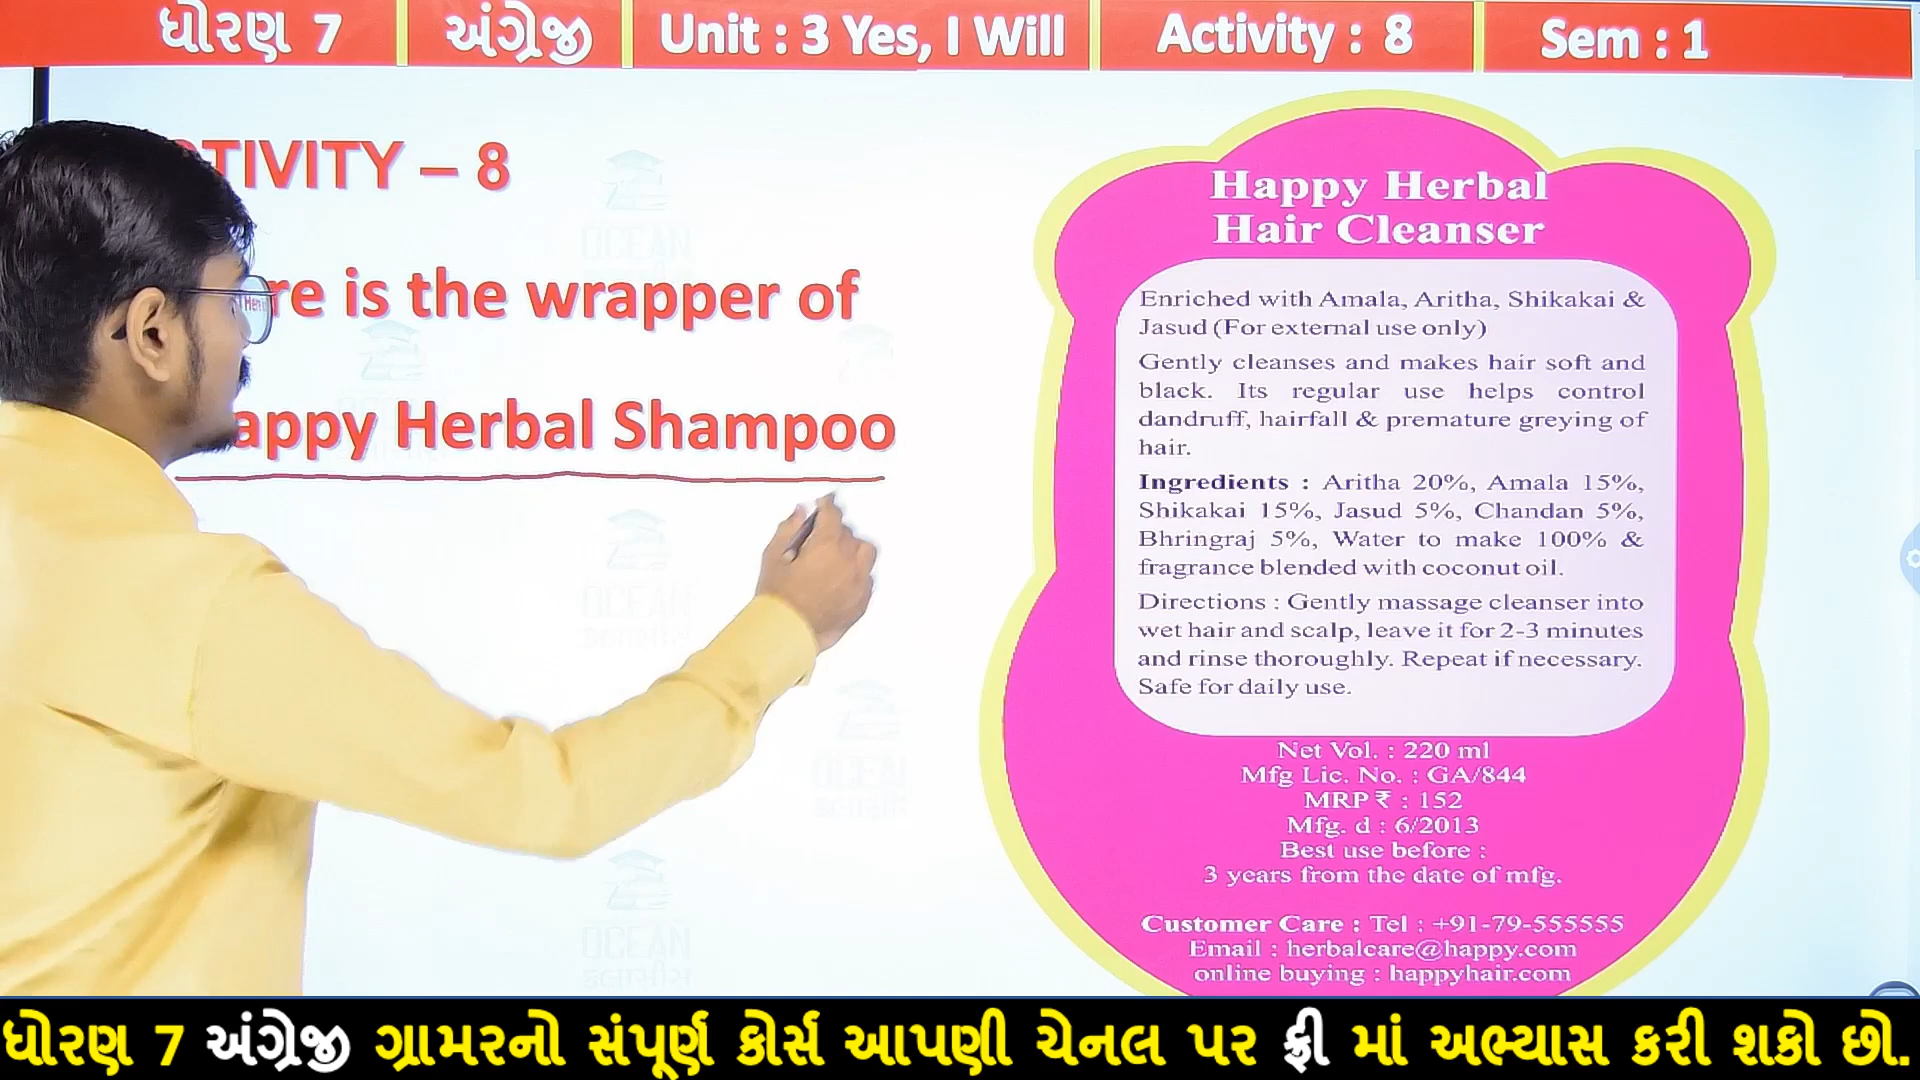 ધોરણ 7 અંગ્રેજી Unit : 3 Yes, I Will Activity : 8 Sem : 1
TIVITY – 8
re is the wrapper of
appy Herbal Shampoo
Happy Herbal
Hair Cleanser
Enriched with Amala, Aritha, Shikakai &
Jasud (For external use only)
Gently cleanses and makes hair soft and
black. Its regular use helps control
dandruff, hairfall & premature greying of
hair.
Ingredients : Aritha 20%, Amala 15%,
Shikakai 15%, Jasud 5%, Chandan 5%,
Bhringraj 5%, Water to make 100% &
fragrance blended with coconut oil.
Directions : Gently massage cleanser into
wet hair and scalp, leave it for 2-3 minutes
and rinse thoroughly. Repeat if necessary.
Safe for daily use.
Net Vol. : 220 ml
Mfg Lic. No. : GA/844
MRP ₹ : 152
Mfg. d : 6/2013
Best use before :
3 years from the date of mfg.
Customer Care : Tel : +91-79-555555
Email : herbalcare@happy.com
online buying : happyhair.com
ધોરણ 7 અંગ્રેજી ગ્રામરનો સંપૂર્ણ કોર્સ આપણી ચેનલ પર ફ્રી માં અભ્યાસ કરી શકો છો.